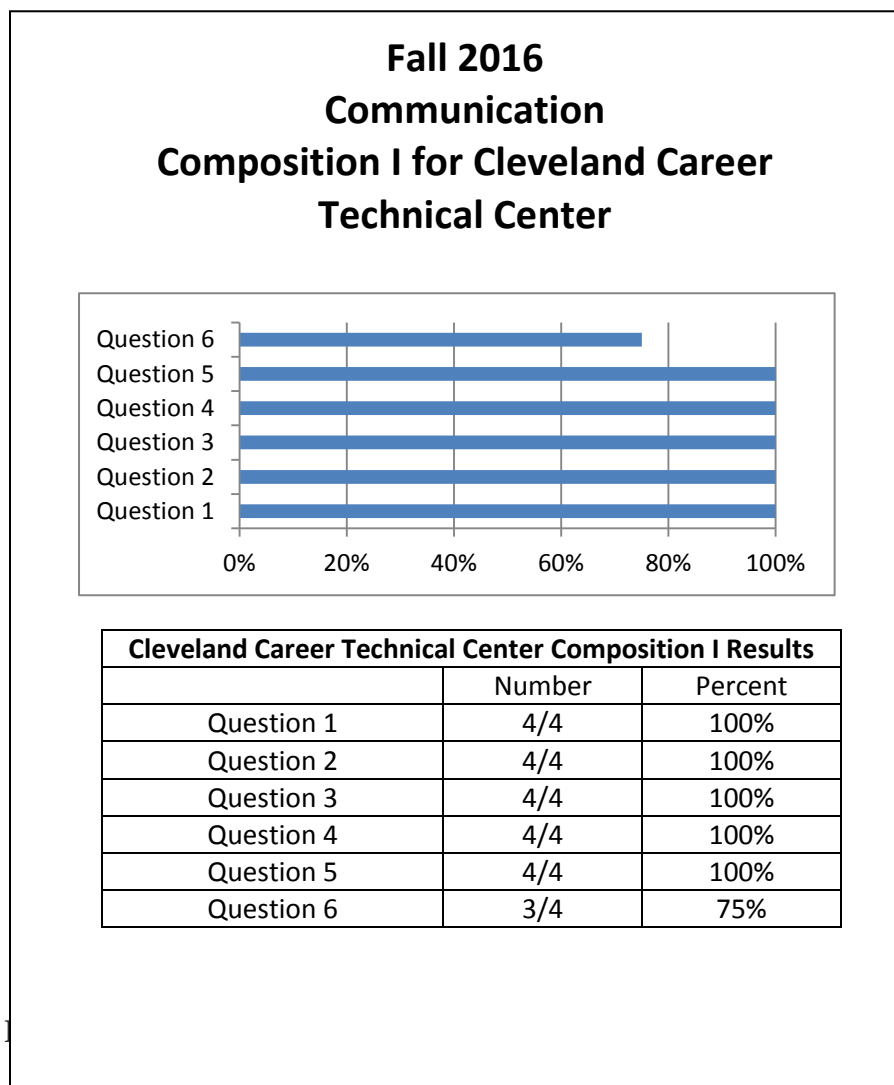 Fall 2016
Communication
Composition I for Cleveland Career
Technical Center
Question 6
Question 5
Question 4
Question 3
Question 2
Question 1
0% 20% 40% 60% 80% 100%
Cleveland Career Technical Center Composition I Results
Number Percent
Question 1 4/4 100%
Question 2 4/4 100%
Question 3 4/4 100%
Question 4 4/4 100%
Question 5 4/4 100%
Question 6 3/4 75%